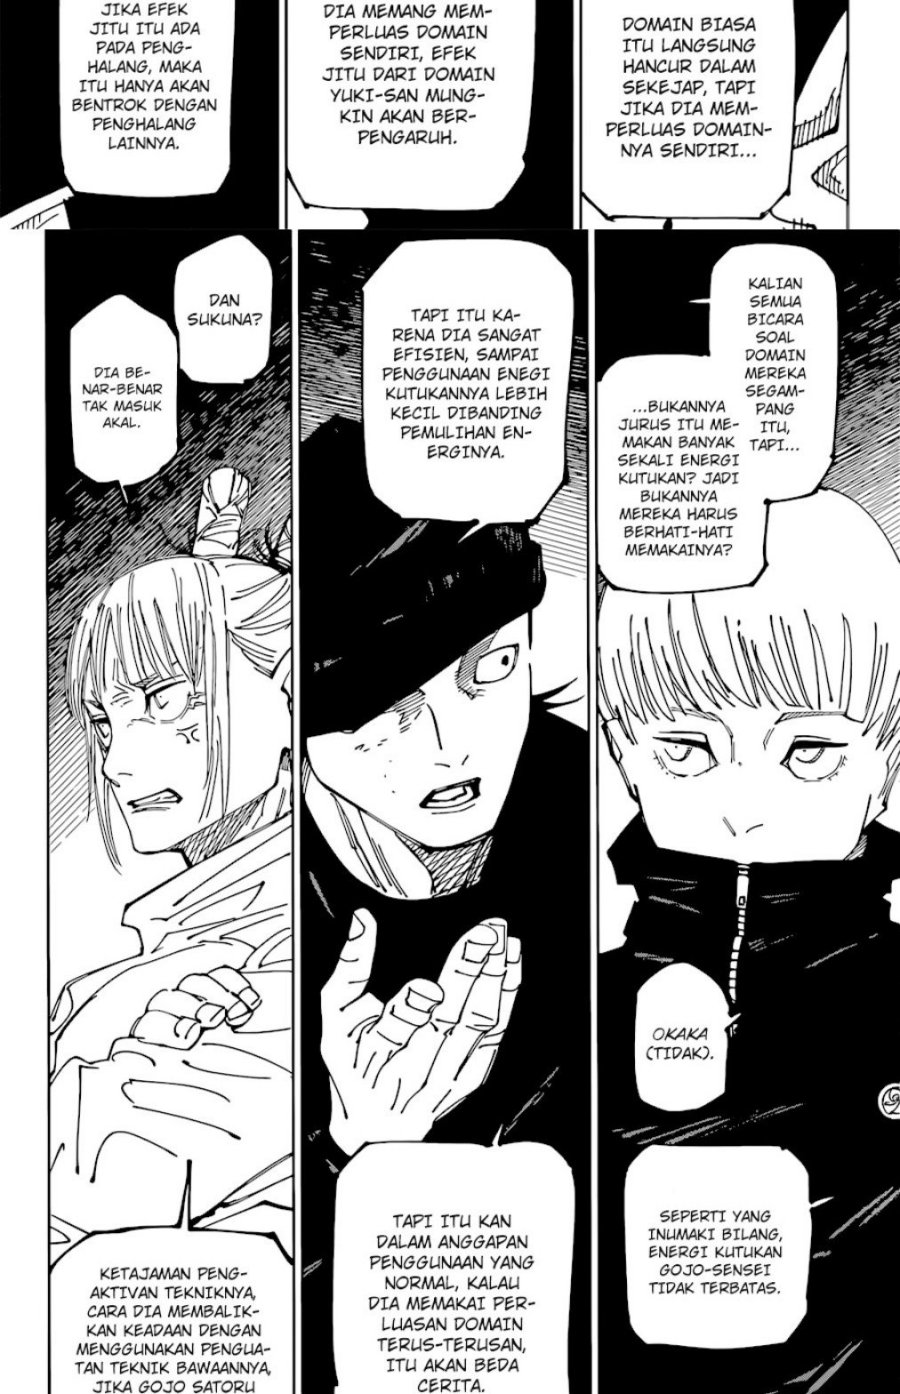 DOMAIN BIASA
ITU LANGSUNG
HANCUR DALAM
SEKEJAP, TAPI
JIKA DIA MEM-
PERLUAS DOMAIN-
NYA SENDIRI...
DIA MEMANG MEM-
PERLUAS DOMAIN
SENDIRI, EFEK
JITU DARI DOMAIN
YUKI-SAN MUNG-
KIN AKAN BER-
PENGARUH.
JIKA EFEK
JITU ITU ADA
PADA PENG-
HALANG, MAKA
ITU HANYA AKAN
BENTROK DENGAN
PENGHALANG
LAINNYA.
KALIAN
SEMUA
BICARA
SOAL
DOMAIN
MEREKA
SEGAM-
PANG
ITU,
TAPI...
...BUKANNYA
JURUS ITU ME-
MAKAN BANYAK
SEKALI ENERGI
KUTUKAN? JADI
BUKANNYA
MEREKA HARUS
BERHATI-HATI
MEMAKAINYA?
OKAKA
(TIDAK).
SEPERTI YANG
INUMAKI BILANG,
ENERGI KUTUKAN
GOJO-SENSEI
TIDAK TERBATAS.
TAPI ITU KA-
RENA DIA SANGAT
EFISIEN, SAMPAI
PENGGUNAAN ENEGI
KUTUKANNYA LEBIH
KECIL DIBANDING
PEMULIHAN EN-
ERGINYA.
TAPI ITU KAN
DALAM ANGGAPAN
PENGGUNAAN YANG
NORMAL, KALAU
DIA MEMAKAI PER-
LUASAN DOMAIN
TERUS-TERUSAN,
ITU AKAN BEDA
CERITA.
DAN
SUKUNA?
DIA BE-
NAR-BENAR
TAK MASUK
AKAL.
KETAJAMAN PENG-
AKTIVAN TEKNIKNYA,
CARA DIA MEMBALIK-
KAN KEADAAN DENGAN
MENGGUNAKAN PENGUA-
TAN TEKNIK BAWAANNYA,
JIKA GOJO SATORU